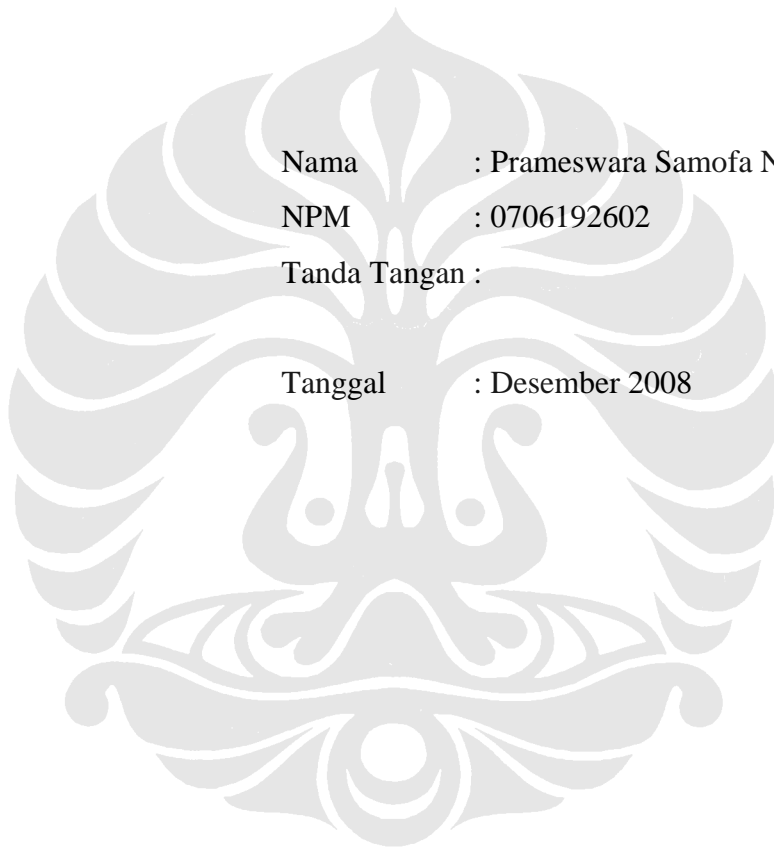 Nama : Prameswara Samofa N
NPM : 0706192602
Tanda Tangan :
Tanggal : Desember 2008